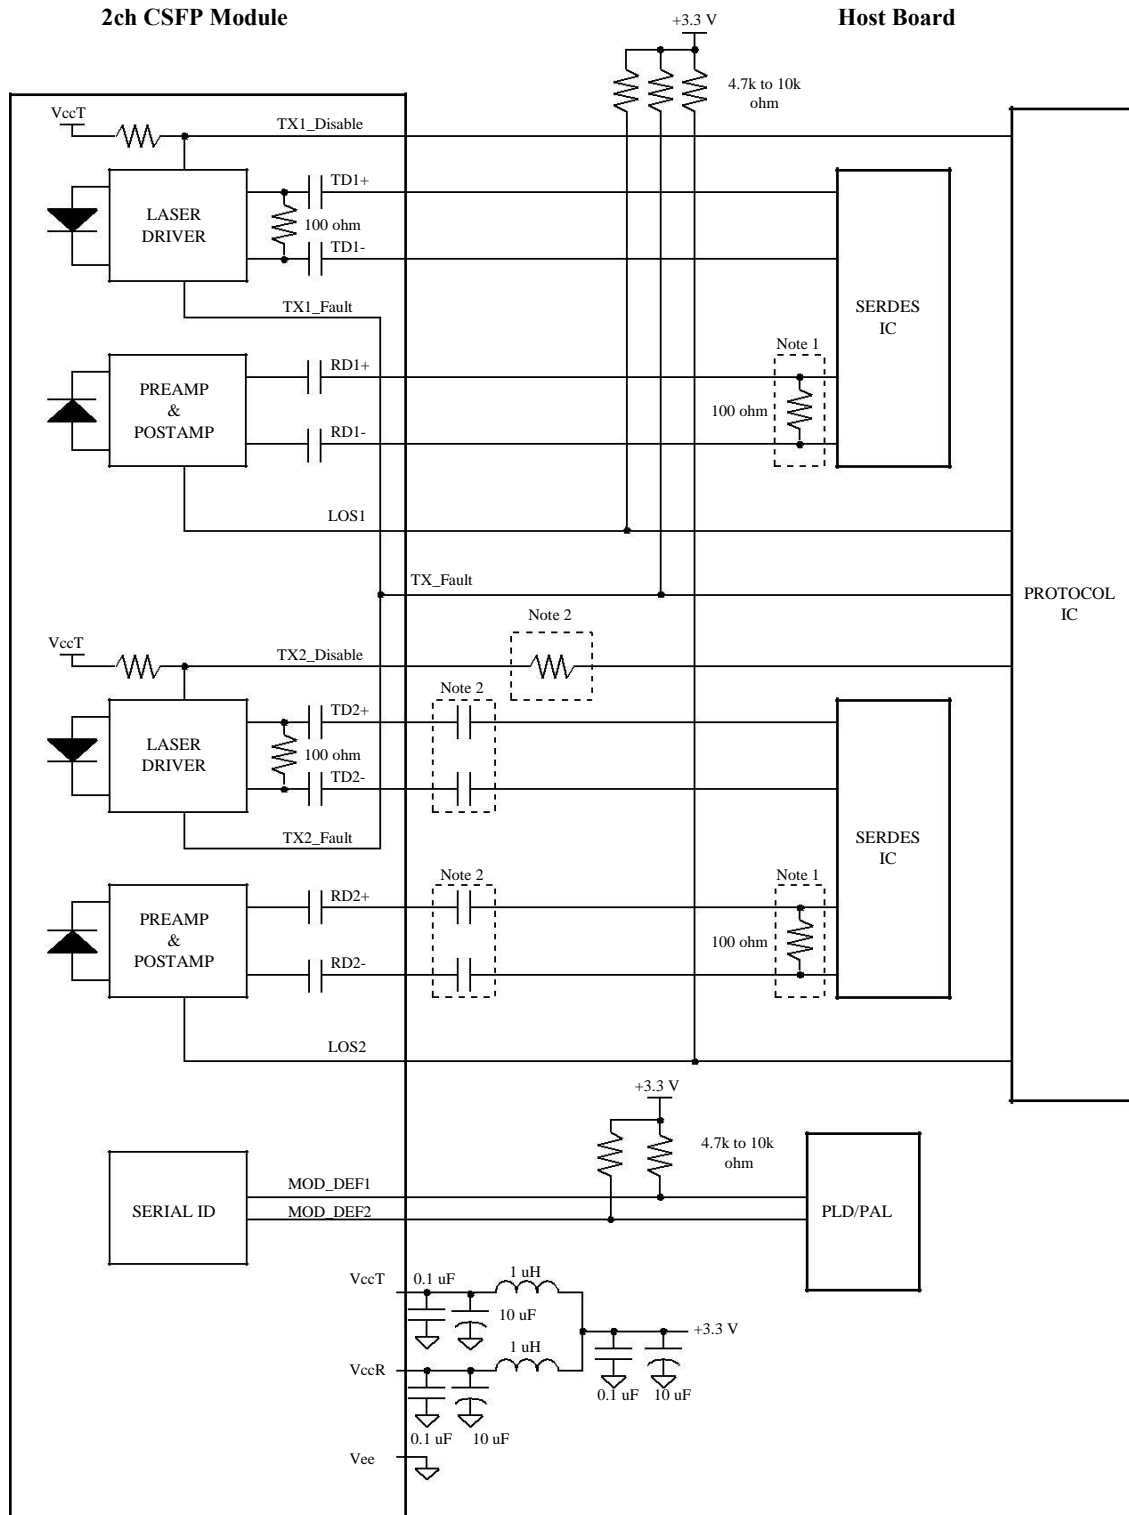 2ch CSFP Module
Host Board
+3.3 V
4.7k to 10k
ohm
VccT
TX1_Disable
TD1+
LASER
DRIVER
100 ohm
TD1-
TX1_Fault
SERDES
IC
Note 1
RD1+
PREAMP
&
POSTAMP
100 ohm
RD1-
LOS1
TX_Fault
PROTOCOL
IC
Note 2
VccT
TX2_Disable
Note 2
TD2+
LASER
DRIVER
100 ohm
TD2-
TX2_Fault
SERDES
IC
Note 2
Note 1
RD2+
PREAMP
&
POSTAMP
100 ohm
RD2-
LOS2
+3.3 V
4.7k to 10k
ohm
MOD_DEF1
SERIAL ID
MOD_DEF2
PLD/PAL
VccT
0.1 uF
1 uH
10 uF
+3.3 V
1 uH
VccR
0.1 uF
10 uF
0.1 uF
10 uF
Vee